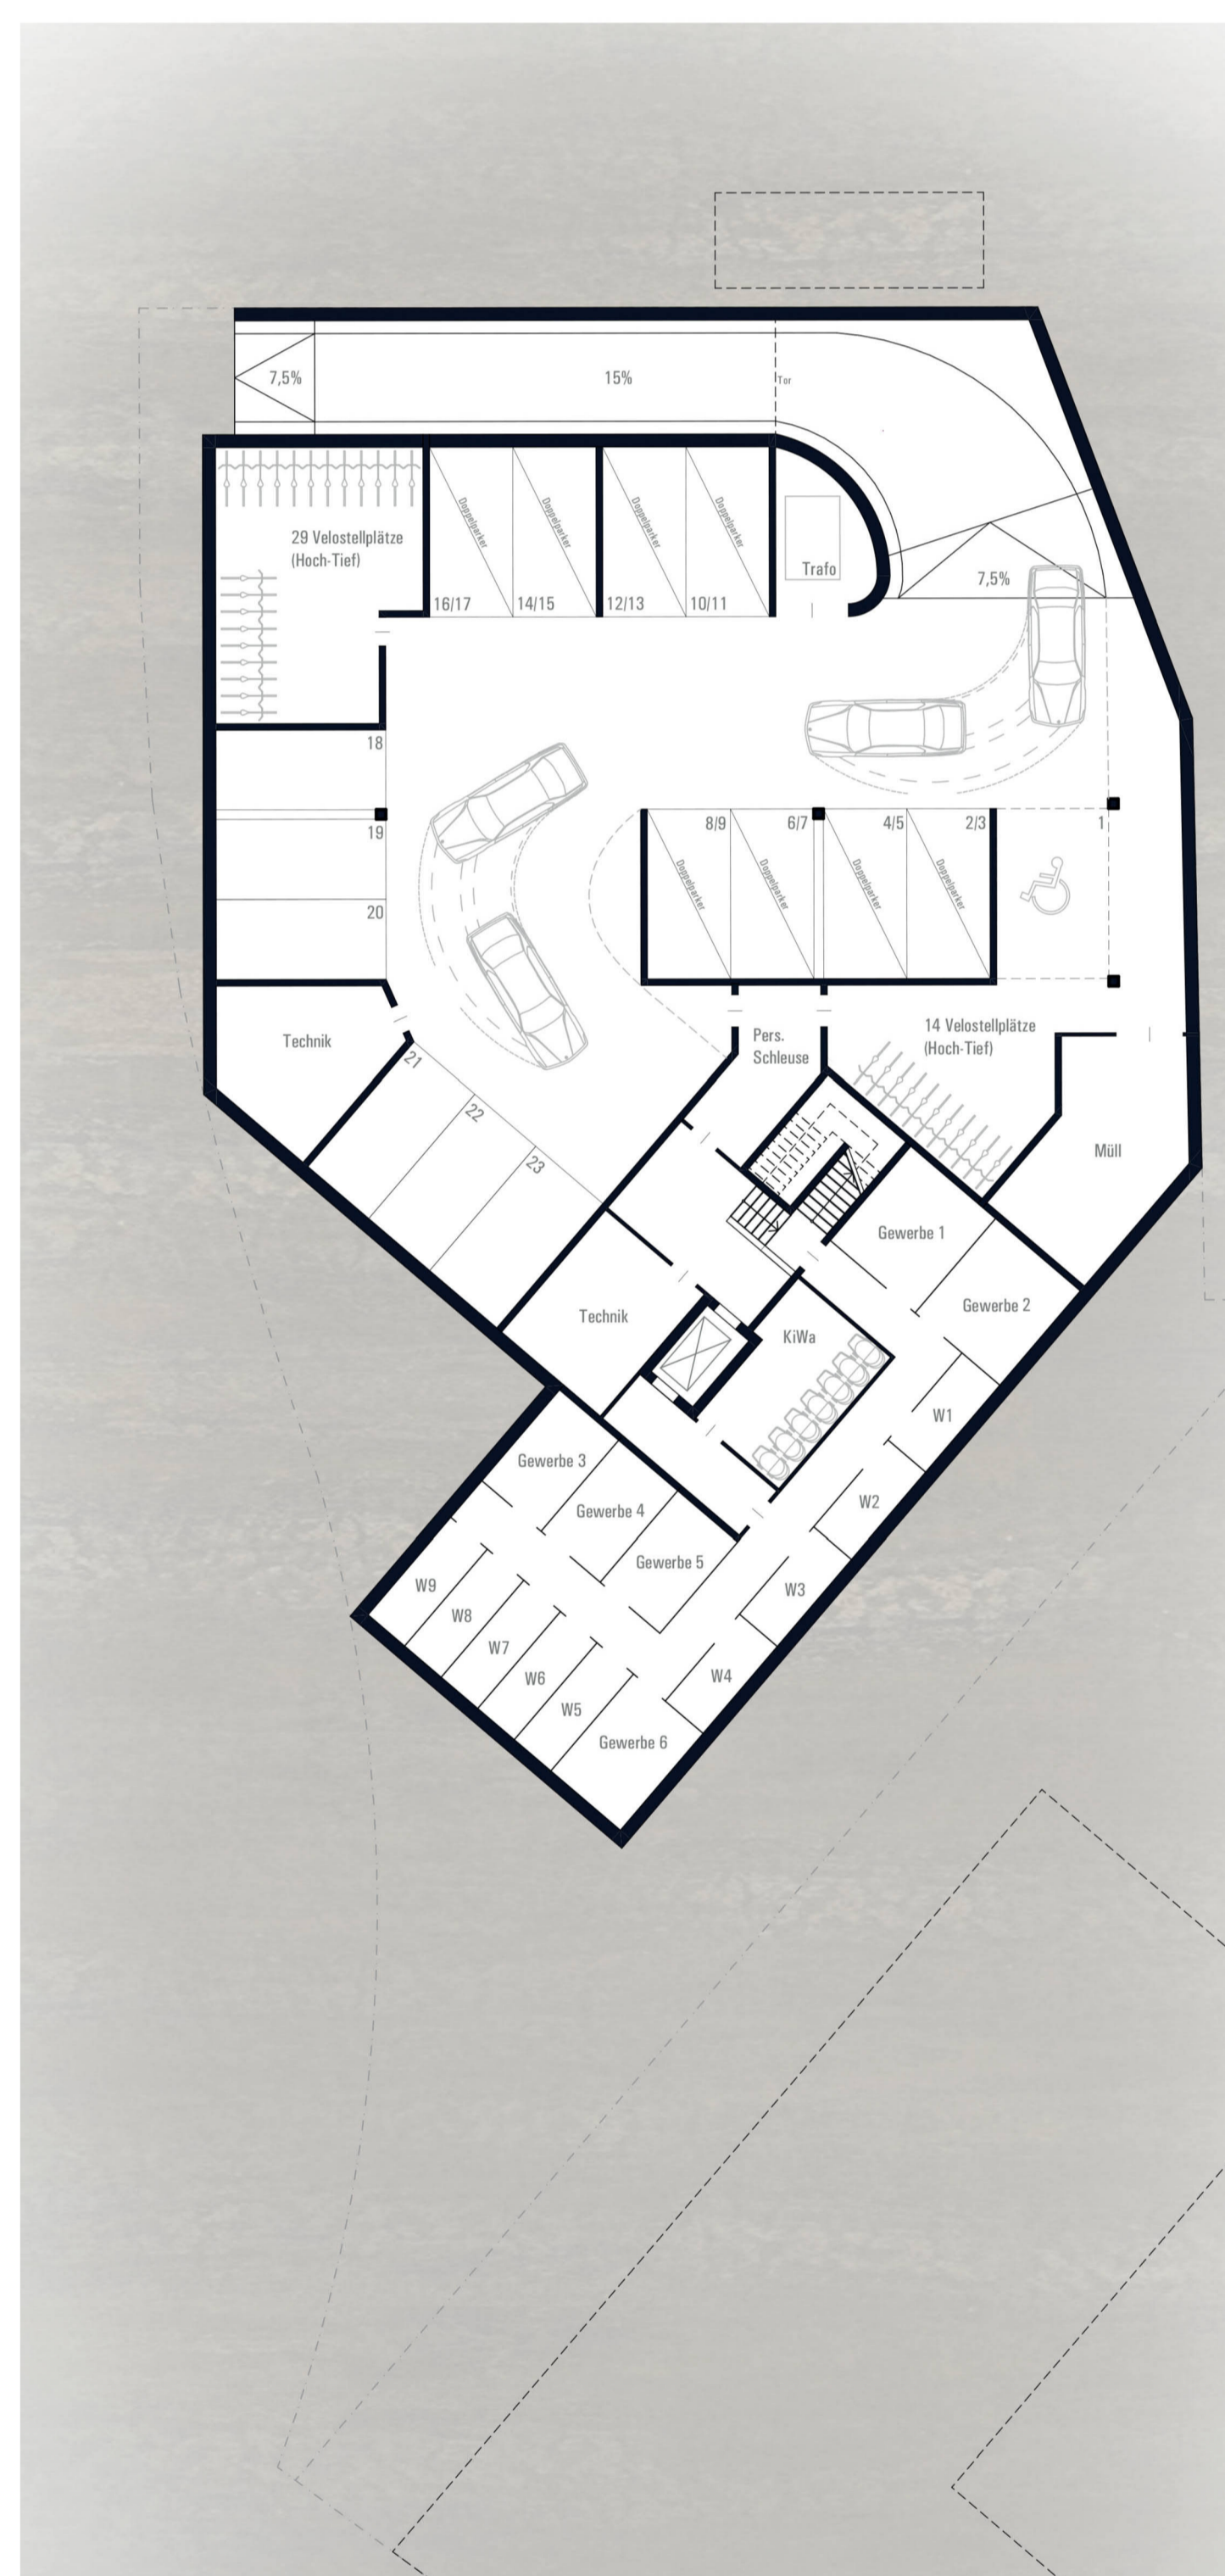 7,5%
15%
Tor
29 Velostellplätze
(Hoch-Tief)
Doppelparker
Doppelparker
Doppelparker
Doppelparker
Trafo
7,5%
16/17
14/15
12/13
10/11
18
19
20
8/9
6/7
4/5
2/3
1
Doppelparker
Doppelparker
Doppelparker
Doppelparker
Technik
Pers.
Schleuse
14 Velostellplätze
(Hoch-Tief)
21
22
23
Müll
Gewerbe 1
Gewerbe 2
Technik
KiWa
W1
Gewerbe 3
W2
Gewerbe 4
Gewerbe 5
W3
W9
W8
W7
W6
W5
W4
Gewerbe 6